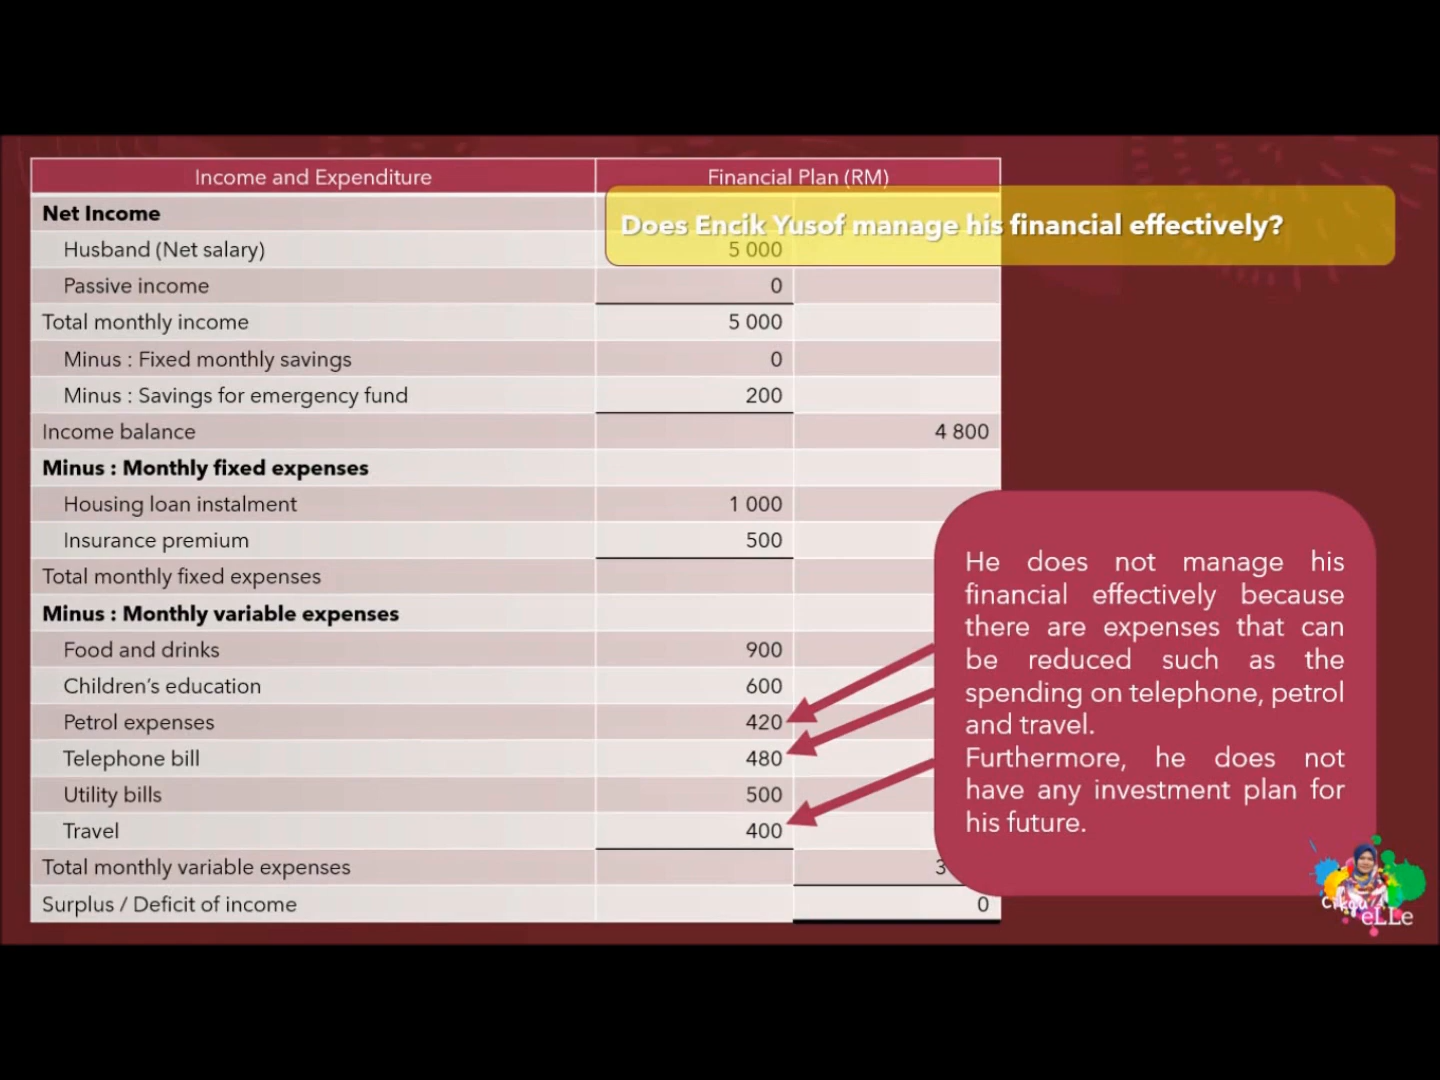 Income and Expenditure Financial Plan (RM)
Does Encik Yusof manage his financial effectively?
Net Income
Husband (Net salary) 5 000
Passive income 0
Total monthly income 5 000
Minus : Fixed monthly savings 0
Minus : Savings for emergency fund 200
Income balance 4 800
Minus : Monthly fixed expenses
Housing loan instalment 1 000
Insurance premium 500
Total monthly fixed expenses
Minus : Monthly variable expenses
Food and drinks 900
Children's education 600
Petrol expenses 420
Telephone bill 480
Utility bills 500
Travel 400
Total monthly variable expenses 3
Surplus / Deficit of income 0
He does not manage his
financial effectively because
there are expenses that can
be reduced such as the
spending on telephone, petrol
and travel.
Furthermore, he does not
have any investment plan for
his future.
eLLe